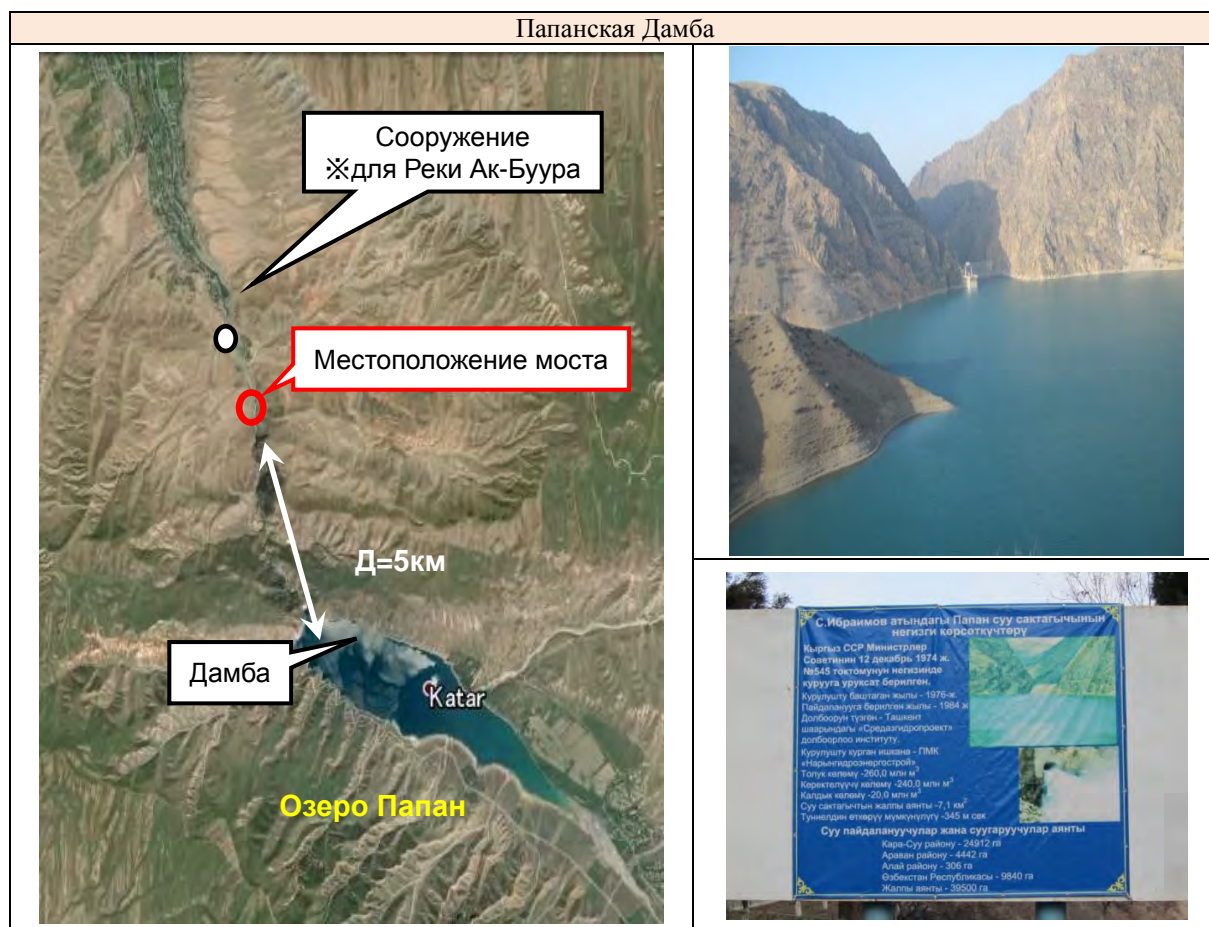 Папанская Дамба
Сооружение
※для Реки Ак-Буура
Местоположение моста
Д=5км
Дамба
Katar
Озеро Папан
С.Ибраимов атындагы Папан суу сактагычынын
негизги көрсөткүчтөрү
Кыргыз ССР Министрлер
Советинин 12 декабрь 1974 ж.
№545 токтомунун негизинде
курууга уруксат берилген.
Курулушту баштаган жылы - 1976-ж
Пайдаланууга берилген жылы - 1984 ж
Долбоорун түзгөн - Ташкент
шаарындагы «Средазгидропроект»
долбоорлоо институту.
Курулушту курган ишкана - ПМК
«Нарынгидроэнергострой»
Толук көлөмү -260,0 млн м³
Керектелүүчү көлөмү -240,0 млн м³
Калдык көлөмү -20,0 млн м³
Суу сактагычтын жалпы аянты -7,1 км²
Туннелдин өткөрүү мүмкүнүлүгү -345 м сек
Суу пайдалануучулар жана суугаруучулар аянты
Кара-Суу району - 24912 га
Араван району - 4442 га
Алай району - 306 га
Өзбекстан Республикасы - 9840 га
Жалпы аянты - 39500 га